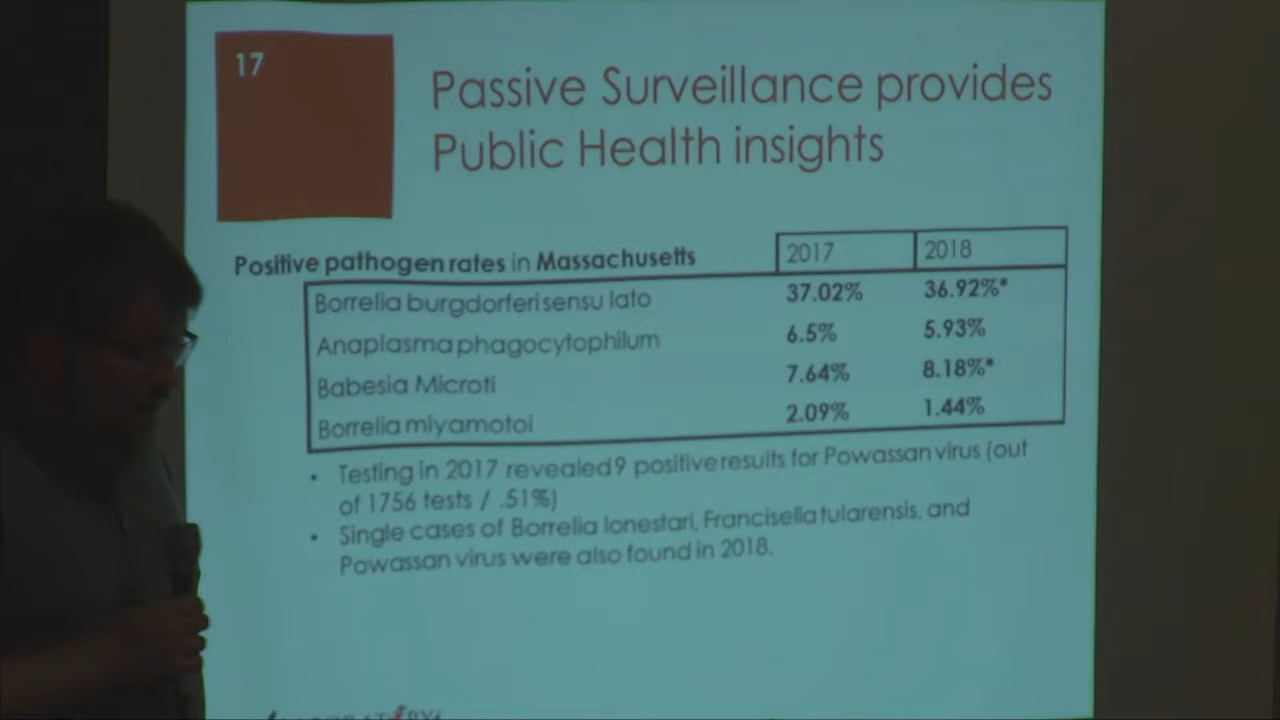 17
Passive Surveillance provides
Public Health insights
Positive pathogen rates in Massachusetts 2017 2018
Borrelia burgdorferi sensu lato 37.02% 36.92%*
Anaplasma phagocytophilum 6.5% 5.93%
Babesia Microti 7.64% 8.18%*
Borrelia miyamotoi 2.09% 1.44%
• Testing in 2017 revealed 9 positive results for Powassan virus (out
of 1756 tests / .51%)
• Single cases of Borrelia lonestari, Francisella tularensis, and
Powassan virus were also found in 2018.